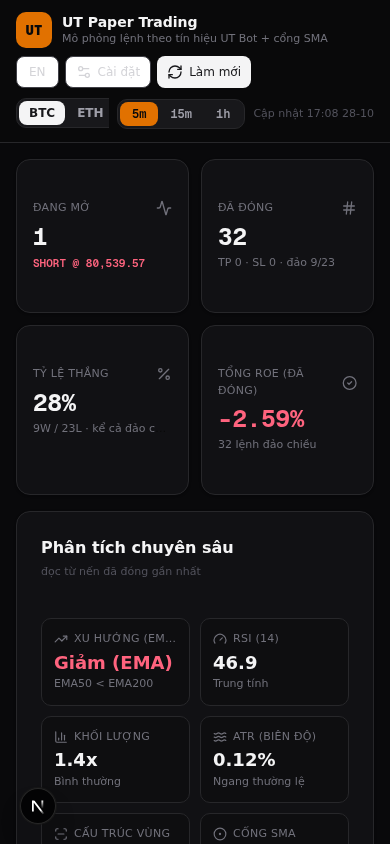 UT
UT Paper Trading
Mô phỏng lệnh theo tín hiệu UT Bot + cổng SMA
EN
Cài đặt
Làm mới
BTC
ETH
5m
15m
1h
Cập nhật 17:08 28-10
ĐANG MỞ
1
SHORT @ 80,539.57
ĐÃ ĐÓNG
32
TP 0 · SL 0 · đảo 9/23
TỶ LỆ THẮNG
28%
9W / 23L · kể cả đảo c
TỔNG ROE (ĐÃ
ĐÓNG)
-2.59%
32 lệnh đảo chiều
Phân tích chuyên sâu
đọc từ nến đã đóng gần nhất
XU HƯỚNG (EM...
Giảm (EMA)
EMA50 < EMA200
RSI (14)
46.9
Trung tính
KHỐI LƯỢNG
1.4x
Bình thường
ATR (BIÊN ĐỘ)
0.12%
Ngang thường lệ
N
CẤU TRÚC VÙNG
CỔNG SMA